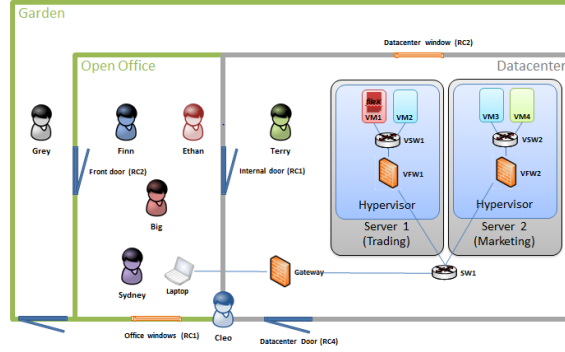 Garden
Open Office
Datacenter window (RC2)
Datacenter
VM1
VM2
VM3
VM4
VSW1
VSW2
Grey
Finn
Ethan
Terry
Front door (RC2)
Internal door (RC1)
VFW1
VFW2
Big
Hypervisor
Hypervisor
Server 1
(Trading)
Server 2
(Marketing)
Sydney
Laptop
Gateway
SW1
Office windows (RC1)
Cleo
Datacenter Door (RC4)